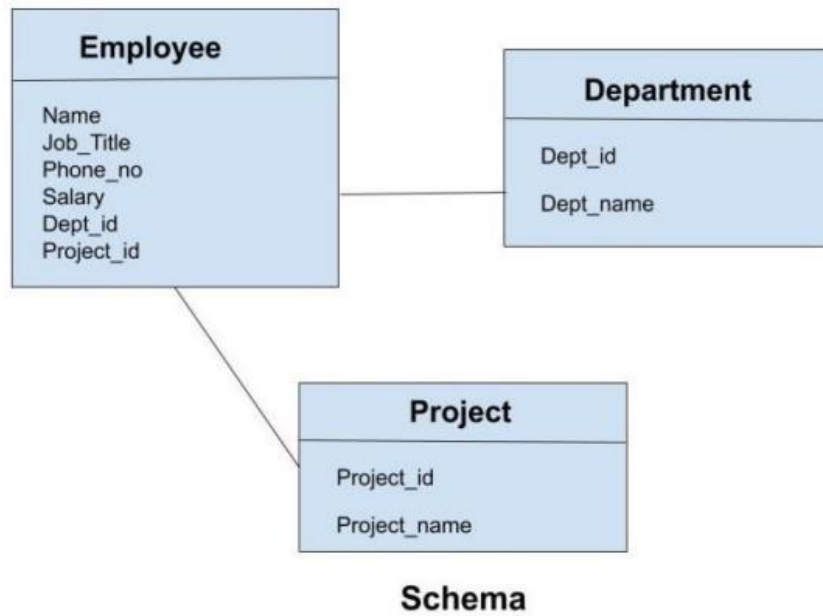 Employee
Name
Job_Title
Phone_no
Salary
Dept_id
Project_id
Department
Dept_id
Dept_name
Project
Project_id
Project_name
Schema